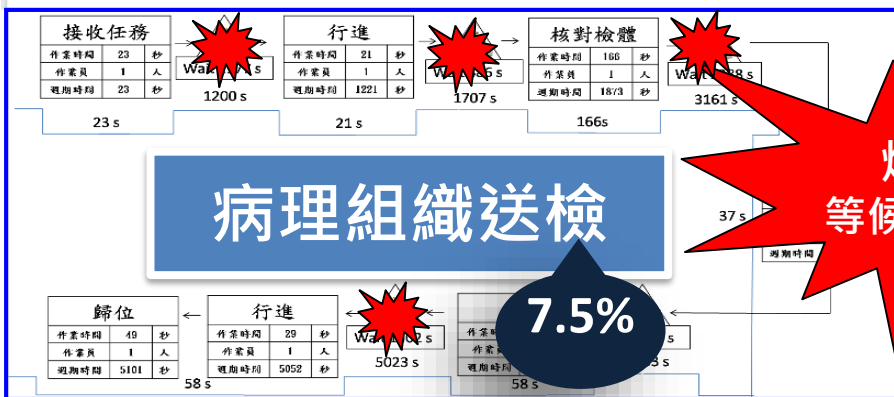 接收任務
作業時間 23 秒
作業員 1 人
週期時間 23 秒
1200 s
行進
作業時間 21 秒
作業員 1 人
週期時間 1221 秒
1707 s
核對檢體
作業時間 166 秒
作業員 1 人
週期時間 1873 秒
3161 s
23 s
21 s
166s
病理組織送檢
7.5%
37 s
週期時間
等候
歸位
作業時間 49 秒
作業員 1 人
週期時間 5101 秒
行進
作業時間 29 秒
作業員 1 人
週期時間 5052 秒
5023 s
58 s
58 s